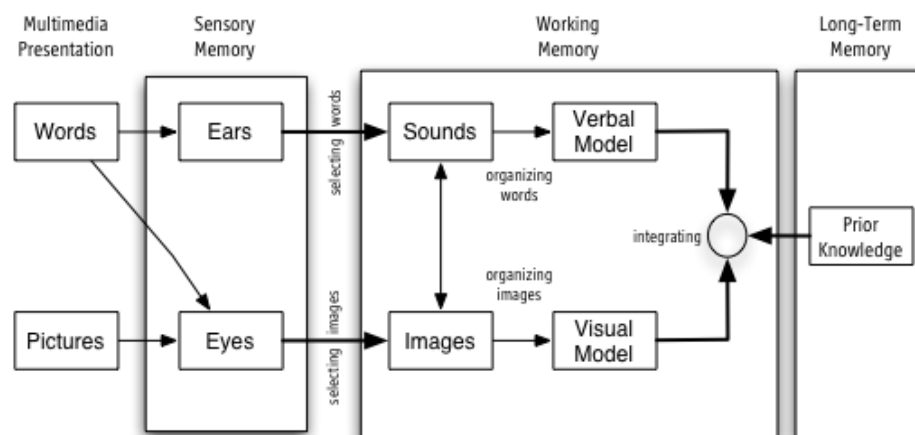 Multimedia
Presentation
Sensory
Memory
Working
Memory
Long-Term
Memory
Words
Ears
selecting words
Sounds
Verbal
Model
organizing
words
integrating
Prior
Knowledge
organizing
images
Pictures
Eyes
selecting images
Images
Visual
Model